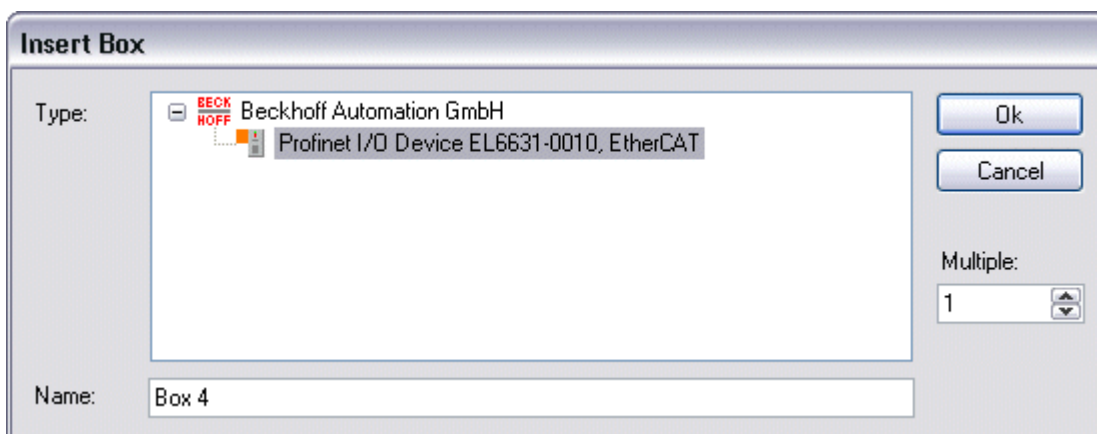 Insert Box
Type:
BECK
HOFF
Beckhoff Automation GmbH
Profinet I/O Device EL6631-0010, EtherCAT
Ok
Cancel
Multiple:
1
Name:
Box 4